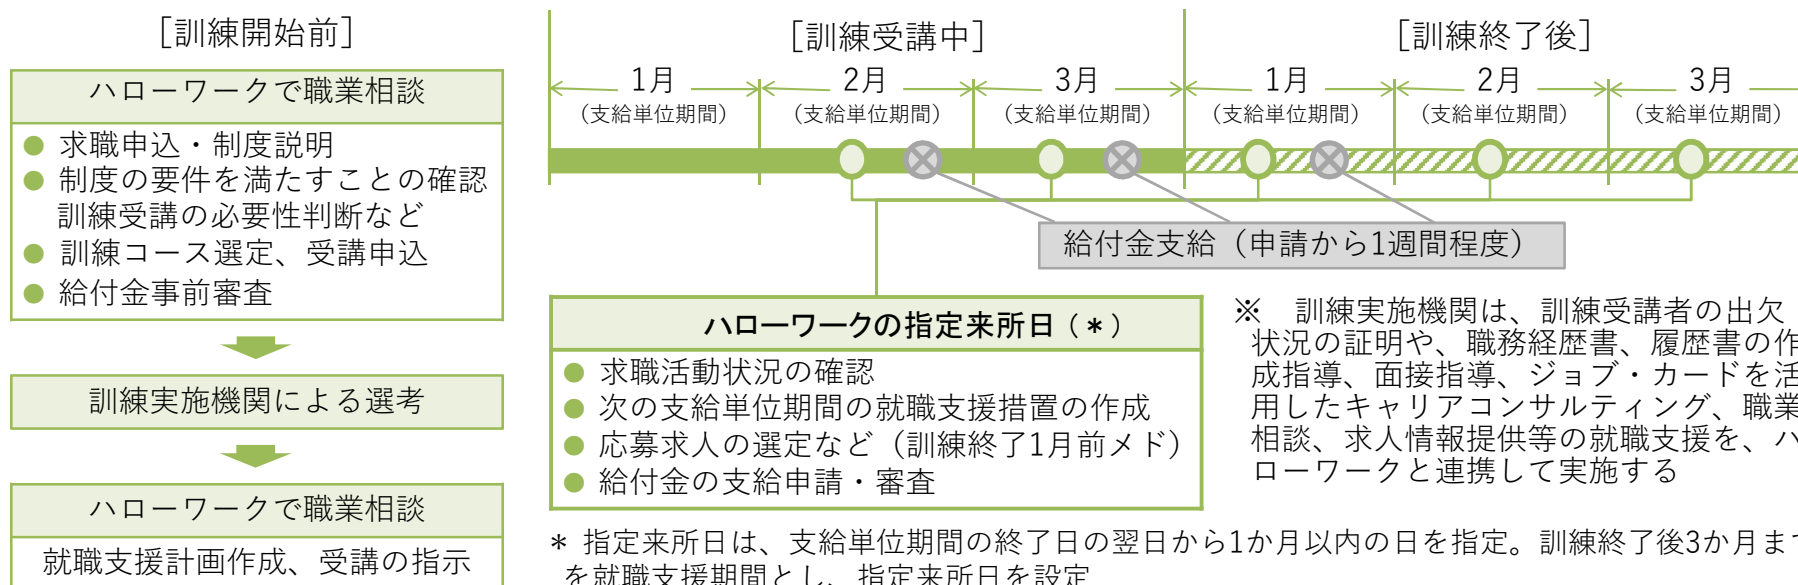 ［訓練開始前］
ハローワークで職業相談
● 求職申込・制度説明
● 制度の要件を満たすことの確認
訓練受講の必要性判断など
● 訓練コース選定、受講申込
● 給付金事前審査
訓練実施機関による選考
ハローワークで職業相談
就職支援計画作成、受講の指示
［訓練受講中］
［訓練終了後］
1月 2月 3月 1月 2月 3月
（支給単位期間） （支給単位期間） （支給単位期間） （支給単位期間） （支給単位期間） （支給単位期間）
給付金支給（申請から1週間程度）
ハローワークの指定来所日（＊）
● 求職活動状況の確認
● 次の支給単位期間の就職支援措置の作成
● 応募求人の選定など（訓練終了1月前メド）
● 給付金の支給申請・審査
※　訓練実施機関は、訓練受講者の出欠
状況の証明や、職務経歴書、履歴書の作
成指導、面接指導、ジョブ・カードを活
用したキャリアコンサルティング、職業
相談、求人情報提供等の就職支援を、ハ
ローワークと連携して実施する
＊ 指定来所日は、支給単位期間の終了日の翌日から1か月以内の日を指定。訓練終了後3か月まで
を就職支援期間とし、指定来所日を設定